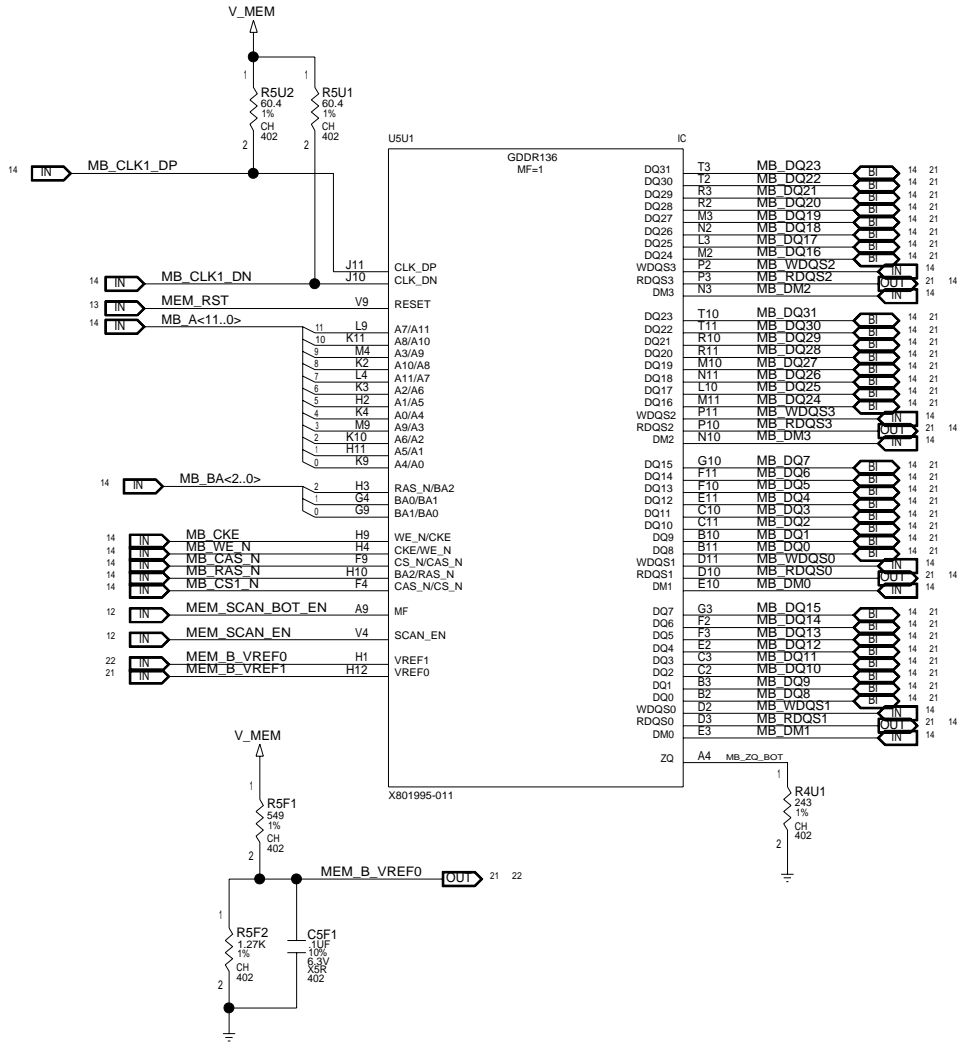 V_MEM
1
R5U2
60.4
1%
CH
402
2
1
R5U1
60.4
1%
CH
402
2
U5U1
IC
GDDR136
MF=1
14 IN MB_CLK1_DP
J11 CLK_DP
14 IN MB_CLK1_DN J10 CLK_DN
13 IN MEM_RST V9 RESET
14 IN MB_A<11..0>
11 L9 A7/A11
10 K11 A8/A10
9 M4 A3/A9
8 K2 A10/A8
7 L4 A11/A7
6 K3 A2/A6
5 H2 A1/A5
4 K4 A0/A4
3 M9 A9/A3
2 K10 A6/A2
1 H11 A5/A1
0 K9 A4/A0
14 IN MB_BA<2..0>
2 H3 RAS_N/BA2
1 G4 BA0/BA1
0 G9 BA1/BA0
14 IN MB_CKE H9 WE_N/CKE
14 IN MB_WE_N H4 CKE/WE_N
14 IN MB_CAS_N F9 CS_N/CAS_N
14 IN MB_RAS_N H10 BA2/RAS_N
14 IN MB_CS1_N F4 CAS_N/CS_N
12 IN MEM_SCAN_BOT_EN A9 MF
12 IN MEM_SCAN_EN V4 SCAN_EN
22 IN MEM_B_VREF0 H1 VREF1
21 IN MEM_B_VREF1 H12 VREF0
DQ31 T3 MB_DQ23 BI 14 21
DQ30 T2 MB_DQ22 BI 14 21
DQ29 R3 MB_DQ21 BI 14 21
DQ28 R2 MB_DQ20 BI 14 21
DQ27 M3 MB_DQ19 BI 14 21
DQ26 N2 MB_DQ18 BI 14 21
DQ25 L3 MB_DQ17 BI 14 21
DQ24 M2 MB_DQ16 BI 14 21
WDQS3 P2 MB_WDQS2 IN 14
RDQS3 P3 MB_RDQS2 OUT 21 14
DM3 N3 MB_DM2 IN 14
DQ23 T10 MB_DQ31 BI 14 21
DQ22 T11 MB_DQ30 BI 14 21
DQ21 R10 MB_DQ29 BI 14 21
DQ20 R11 MB_DQ28 BI 14 21
DQ19 M10 MB_DQ27 BI 14 21
DQ18 N11 MB_DQ26 BI 14 21
DQ17 L10 MB_DQ25 BI 14 21
DQ16 M11 MB_DQ24 BI 14 21
WDQS2 P11 MB_WDQS3 IN 14
RDQS2 P10 MB_RDQS3 OUT 21 14
DM2 N10 MB_DM3 IN 14
DQ15 G10 MB_DQ7 BI 14 21
DQ14 F11 MB_DQ6 BI 14 21
DQ13 F10 MB_DQ5 BI 14 21
DQ12 E11 MB_DQ4 BI 14 21
DQ11 C10 MB_DQ3 BI 14 21
DQ10 C11 MB_DQ2 BI 14 21
DQ9 B10 MB_DQ1 BI 14 21
DQ8 B11 MB_DQ0 BI 14 21
WDQS1 D11 MB_WDQS0 IN 14
RDQS1 D10 MB_RDQS0 OUT 21 14
DM1 E10 MB_DM0 IN 14
DQ7 G3 MB_DQ15 BI 14 21
DQ6 F2 MB_DQ14 BI 14 21
DQ5 F3 MB_DQ13 BI 14 21
DQ4 E2 MB_DQ12 BI 14 21
DQ3 C3 MB_DQ11 BI 14 21
DQ2 C2 MB_DQ10 BI 14 21
DQ1 B3 MB_DQ9 BI 14 21
DQ0 B2 MB_DQ8 BI 14 21
WDQS0 D2 MB_WDQS1 IN 14
RDQS0 D3 MB_RDQS1 OUT 21 14
DM0 E3 MB_DM1 IN 14
ZQ A4 MB_ZQ_BOT
X801995-011
1
R4U1
243
1%
CH
402
2
V_MEM
1
R5F1
549
1%
CH
402
2
MEM_B_VREF0 OUT 21 22
1
R5F2
1.27K
1%
CH
402
2
C5F1
.1UF
10%
6.3V
X5R
402